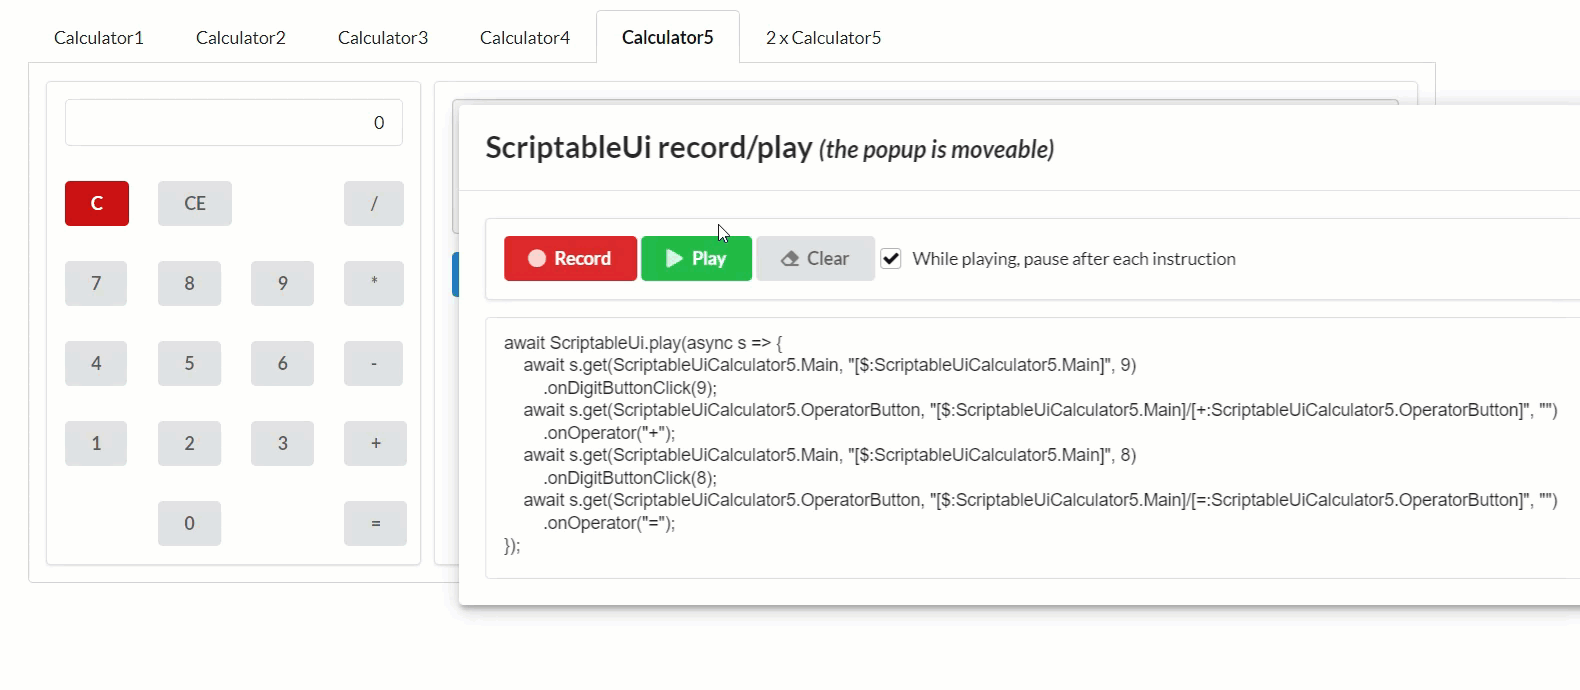 Calculator1 Calculator2 Calculator3 Calculator4 Calculator5 2 x Calculator5
0
C CE /
7 8 9 *
4 5 6 -
1 2 3 +
0 =
ScriptableUi record/play (the popup is moveable)
Record Play Clear While playing, pause after each instruction
await ScriptableUi.play(async s => {
await s.get(ScriptableUiCalculator5.Main, "[$:ScriptableUiCalculator5.Main]", 9)
.onDigitButtonClick(9);
await s.get(ScriptableUiCalculator5.OperatorButton, "[$:ScriptableUiCalculator5.Main]/[+:ScriptableUiCalculator5.OperatorButton]", "")
.onOperator("+");
await s.get(ScriptableUiCalculator5.Main, "[$:ScriptableUiCalculator5.Main]", 8)
.onDigitButtonClick(8);
await s.get(ScriptableUiCalculator5.OperatorButton, "[$:ScriptableUiCalculator5.Main]/[=:ScriptableUiCalculator5.OperatorButton]", "")
.onOperator("=");
});